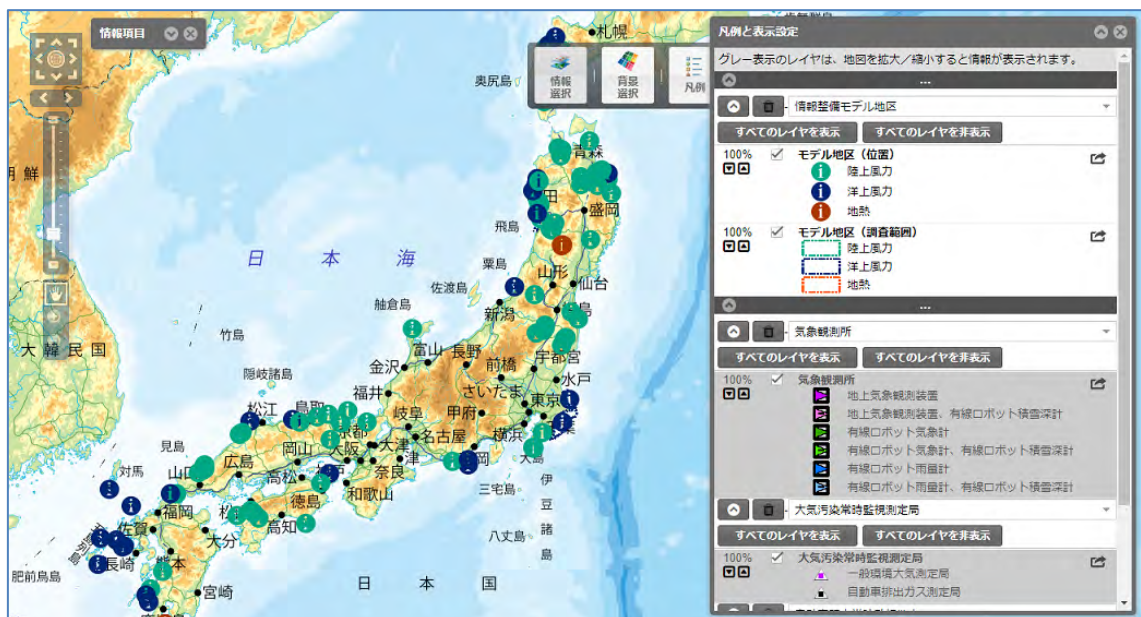 情報項目
札幌
奥尻島
情報
選択
背景
選択
凡例
青森
田
盛岡
飛島
山形
仙台
粟島
佐渡島
新潟
島
日本海
舳倉島
竹島
大韓民国
朝鮮
金沢
富山
長野
前橋
宇都宮
水戸
さいたま
東京
福井
岐阜
甲府
横浜
名古屋
隠岐諸島
松江
鳥取
京都
大津
津
岡
大島
見島
山口
広島
岡山
高松
大阪
奈良
三宅島
伊豆諸島
対馬
徳島
和歌山
福岡
松
高知
八丈島
佐賀
大分
長崎
熊本
肥前鳥島
宮崎
日本国
凡例と表示設定
グレー表示のレイヤは、地図を拡大／縮小すると情報が表示されます。
...
情報整備モデル地区
すべてのレイヤを表示 すべてのレイヤを非表示
100% モデル地区（位置）
陸上風力
洋上風力
地熱
100% モデル地区（調査範囲）
陸上風力
洋上風力
地熱
...
気象観測所
すべてのレイヤを表示 すべてのレイヤを非表示
100% 気象観測所
地上気象観測装置
地上気象観測装置、有線ロボット積雪深計
有線ロボット気象計
有線ロボット気象計、有線ロボット積雪深計
有線ロボット雨量計
有線ロボット雨量計、有線ロボット積雪深計
大気汚染常時監視測定局
すべてのレイヤを表示 すべてのレイヤを非表示
100% 大気汚染常時監視測定局
一般環境大気測定局
自動車排出ガス測定局